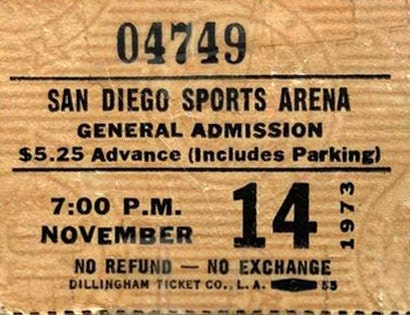 04749
SAN DIEGO SPORTS ARENA
GENERAL ADMISSION
$5.25 Advance (Includes Parking)
7:00 P.M.
NOVEMBER 14 1973
NO REFUND — NO EXCHANGE
DILLINGHAM TICKET CO., L. A. 53